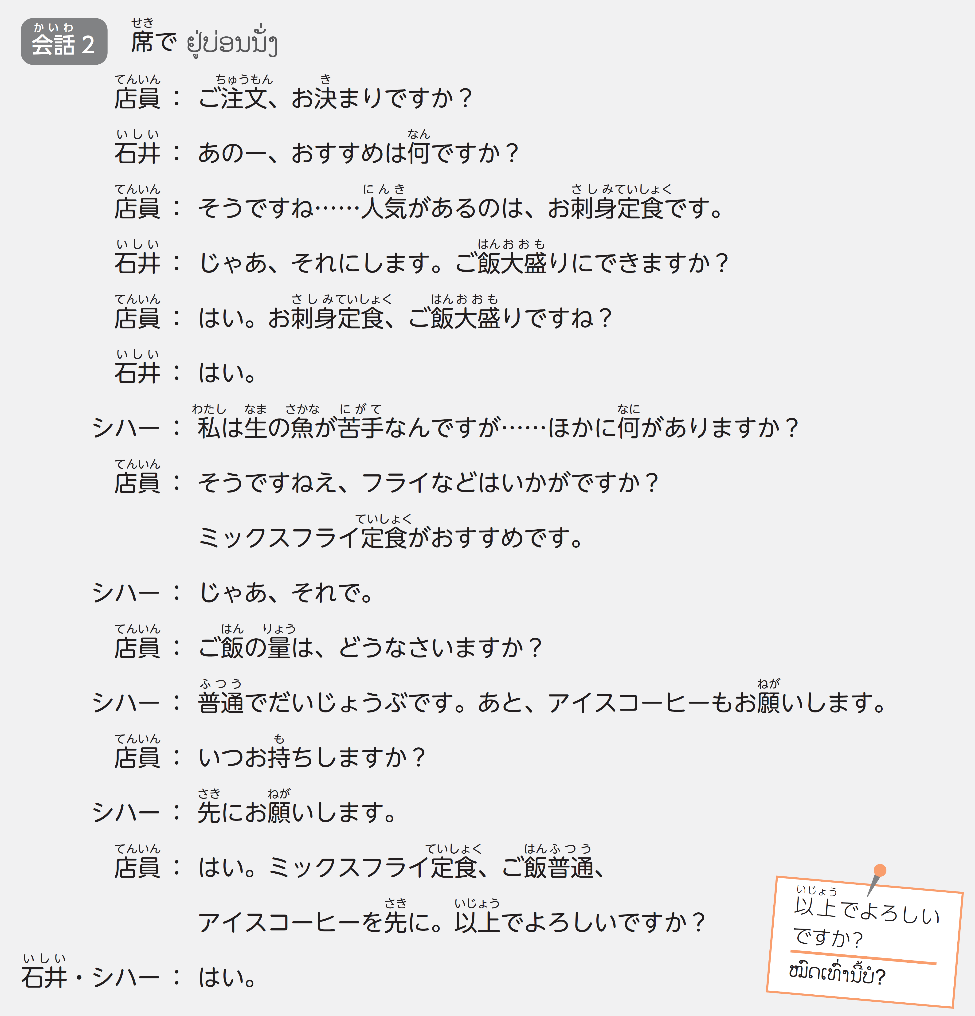 会話 2 席で ຢູ່ບ່ອນນັ່ງ
店員： ご注文、お決まりですか？
石井： あのー、おすすめは何ですか？
店員： そうですね……人気があるのは、お刺身定食です。
石井： じゃあ、それにします。ご飯大盛りにできますか？
店員： はい。お刺身定食、ご飯大盛りですね？
石井： はい。
シハー： 私は生の魚が苦手なんですが……ほかに何がありますか？
店員： そうですねえ、フライなどはいかがですか？
ミックスフライ定食がおすすめです。
シハー： じゃあ、それで。
店員： ご飯の量は、どうなさいますか？
シハー： 普通でだいじょうぶです。あと、アイスコーヒーもお願いします。
店員： いつお持ちしますか？
シハー： 先にお願いします。
店員： はい。ミックスフライ定食、ご飯普通、
アイスコーヒーを先に。以上でよろしいですか？
石井・シハー： はい。
以上でよろしい
ですか？
ໝົດເທົ່ານີ້ບໍ?